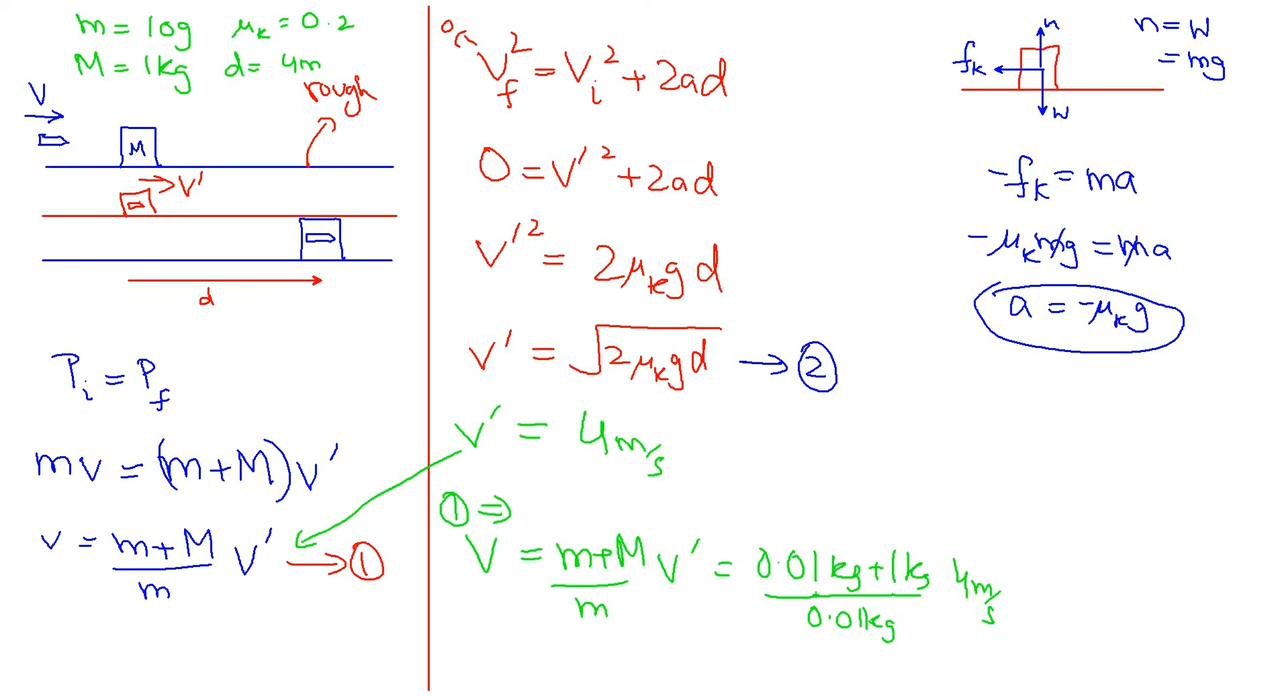 m = 10g μk = 0.2
M = 1kg d = 4m
rough
V
M
V'
d
Pi = Pf
mv = (m+M)v'
v = (m+M)/m v' → ①
Vf² = Vi² + 2ad
0 = V'² + 2ad
V'² = 2μkgd
v' = √(2μkgd) → ②
v' = 4m/s
① ⇒
V = (m+M)/m v' = (0.01kg+1kg)/(0.01kg) 4m/s
n
n = W
= mg
fk
W
-fk = ma
-μkmg = ma
a = -μkg